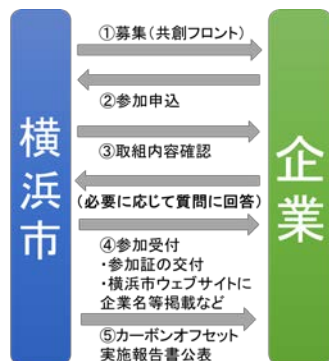 横浜市
企業
①募集(共創フロント)
②参加申込
③取組内容確認
(必要に応じて質問に回答)
④参加受付
・参加証の交付
・横浜市ウェブサイトに
企業名等掲載など
⑤カーボンオフセット
実施報告書公表